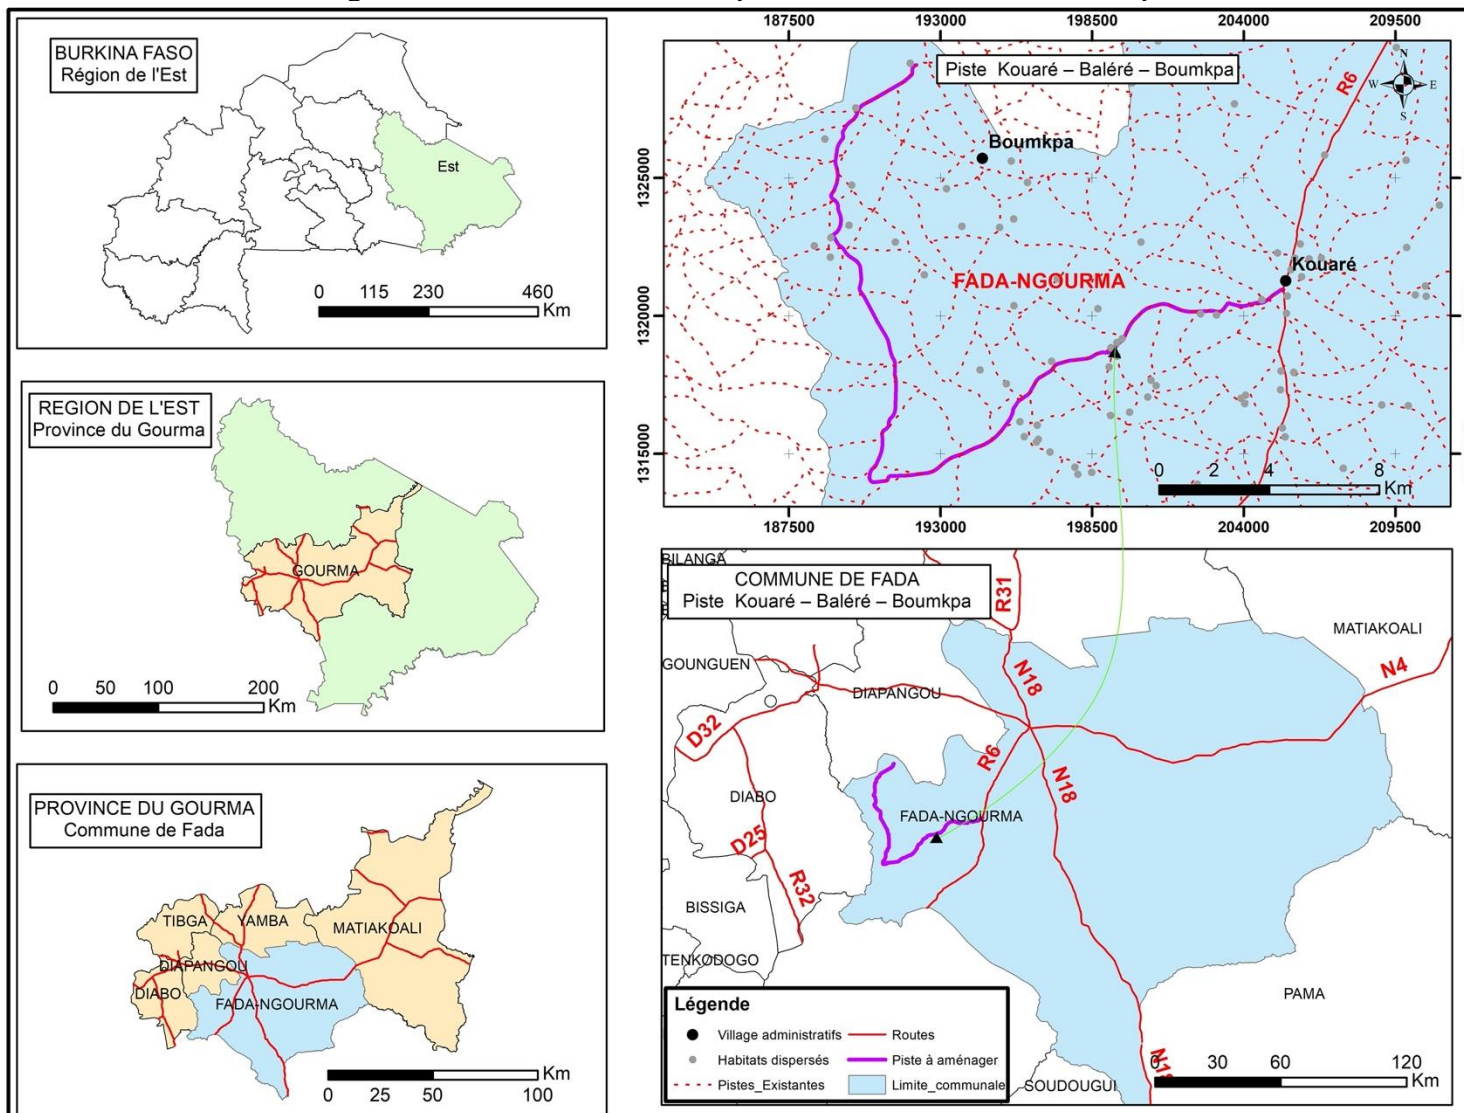 BURKINA FASO
Région de l'Est
Est
0 115 230 460
Km
REGION DE L'EST
Province du Gourma
GOURMA
0 50 100 200
Km
PROVINCE DU GOURMA
Commune de Fada
TIBGA
YAMBA
MATIAKOALI
DIAPANGOU
DIABO
FADA-NGOURMA
Km
0 25 50 100
187500 193000 198500 204000 209500
Piste Kouaré – Baléré – Boumkpa
N
W E
S
R6
Boumkpa
1325000
1325000
Kouaré
FADA-NGOURMA
1320000
1320000
1315000
1315000
0 2 4 8
Km
187500 193000 198500 204000 209500
BILANGA
COMMUNE DE FADA
Piste Kouaré – Baléré – Boumkpa
R31
MATIAKOALI
GOUNGUEN
N18
N4
DIAPANGOU
D32
R6
N18
DIABO
FADA-NGOURMA
D25
R32
BISSIGA
TENKODOGO
PAMA
Légende
Village administratifs
Routes
Habitats dispersés
Piste à aménager
Pistes_Existantes
Limite_communale
SOUDOUGUI
N18
0 30 60 120
Km